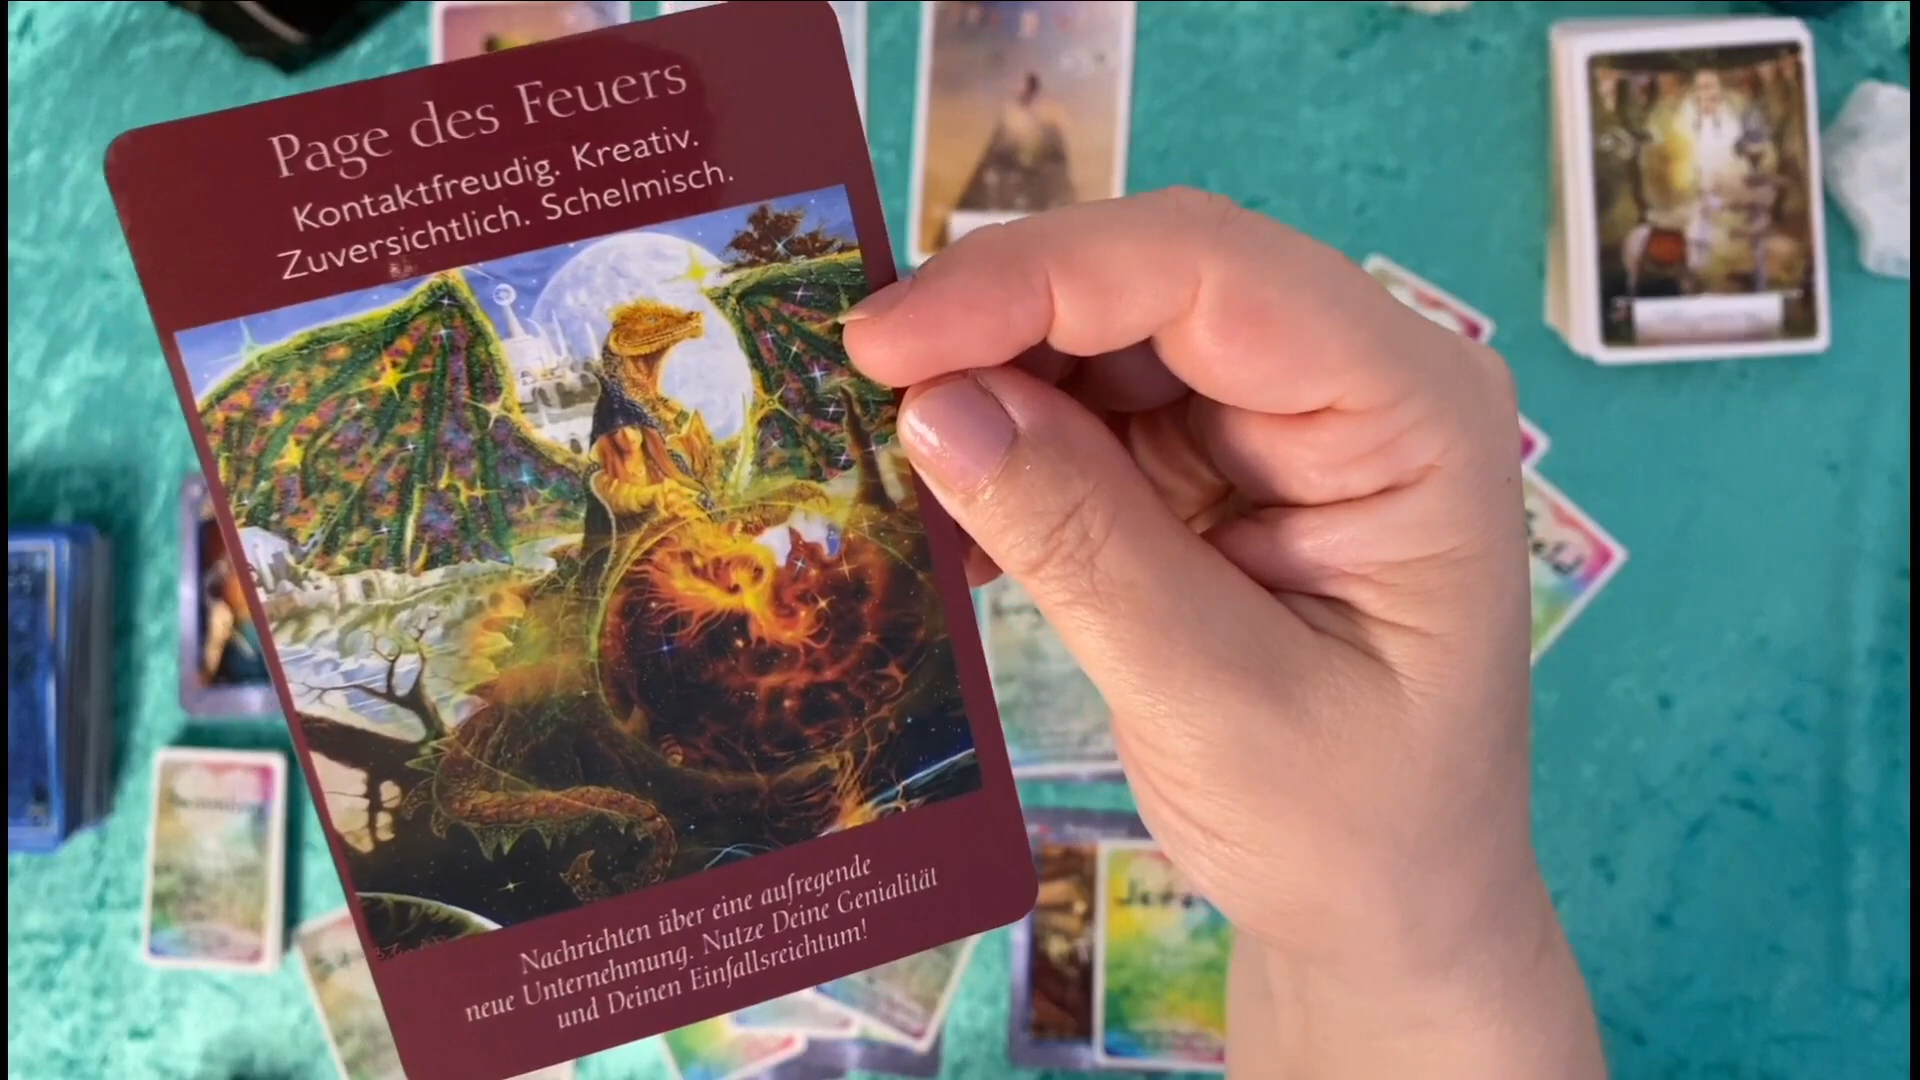 Page des Feuers
Kontaktfreudig. Kreativ.
Zuversichtlich. Schelmisch.
Nachrichten über eine aufregende
neue Unternehmung. Nutze Deine Genialität
und Deinen Einfallsreichtum!